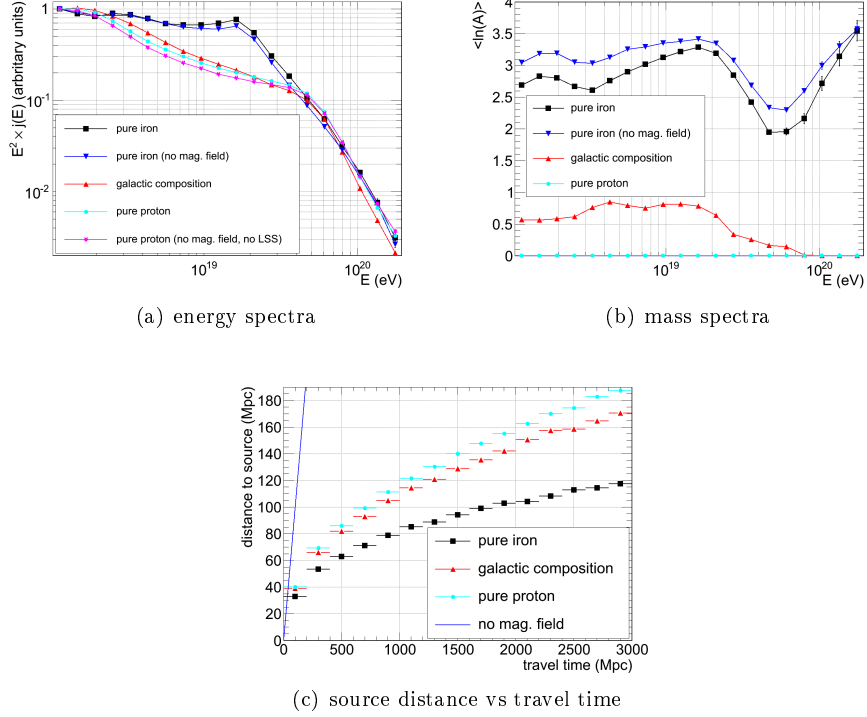 E² × j(E) (arbritary units)
1
10⁻¹
10⁻²
pure iron
pure iron (no mag. field)
galactic composition
pure proton
pure proton (no mag. field, no LSS)
10¹⁹
10²⁰
E (eV)
(a) energy spectra
<ln(A)>
4
3.5
3
2.5
2
1.5
1
0.5
0
pure iron
pure iron (no mag. field)
galactic composition
pure proton
10¹⁹
10²⁰
E (eV)
(b) mass spectra
distance to source (Mpc)
180
160
140
120
100
80
60
40
20
0
pure iron
galactic composition
pure proton
no mag. field
0 500 1000 1500 2000 2500 3000
travel time (Mpc)
(c) source distance vs travel time